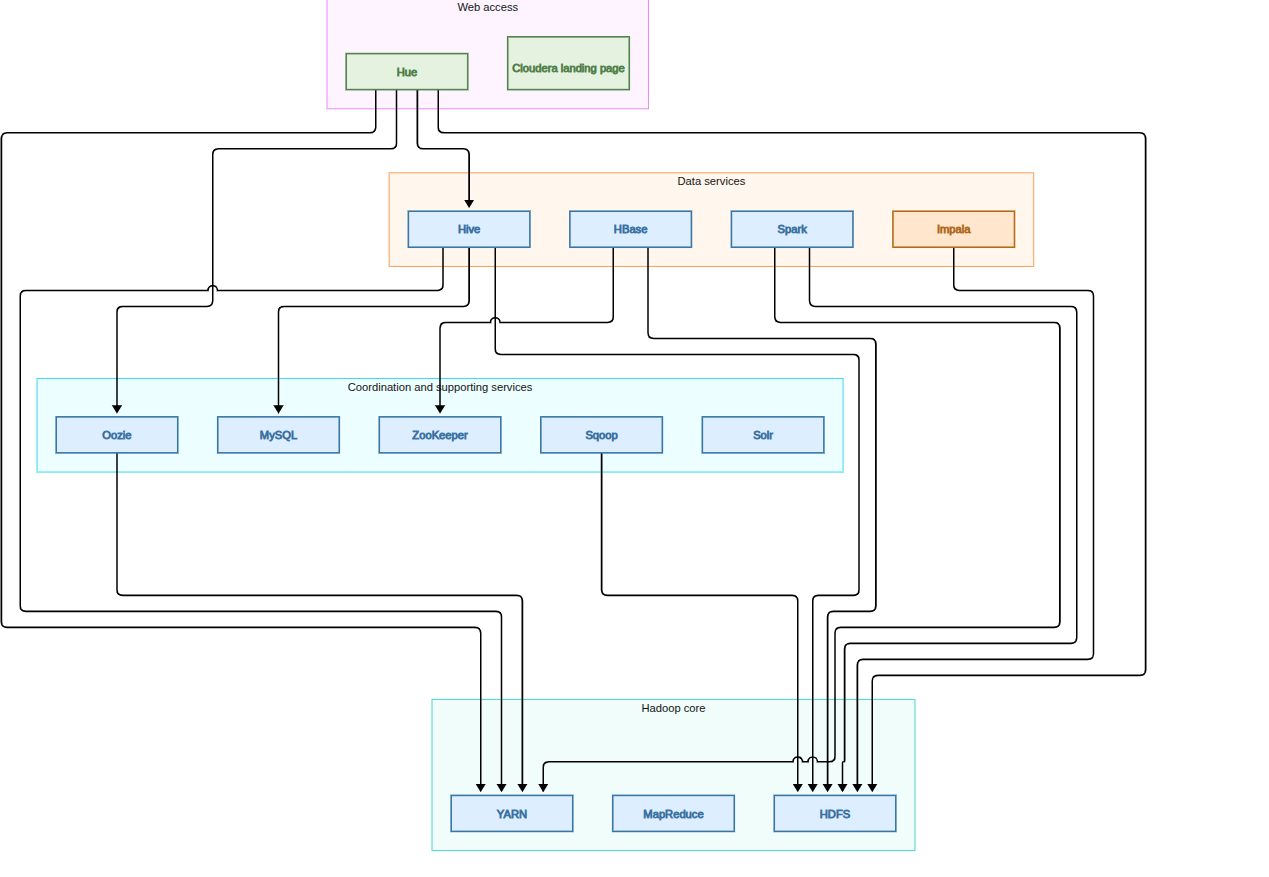 Web access
Hue
Cloudera landing page
Data services
Hive
HBase
Spark
Impala
Coordination and supporting services
Oozie
MySQL
ZooKeeper
Sqoop
Solr
Hadoop core
YARN
MapReduce
HDFS